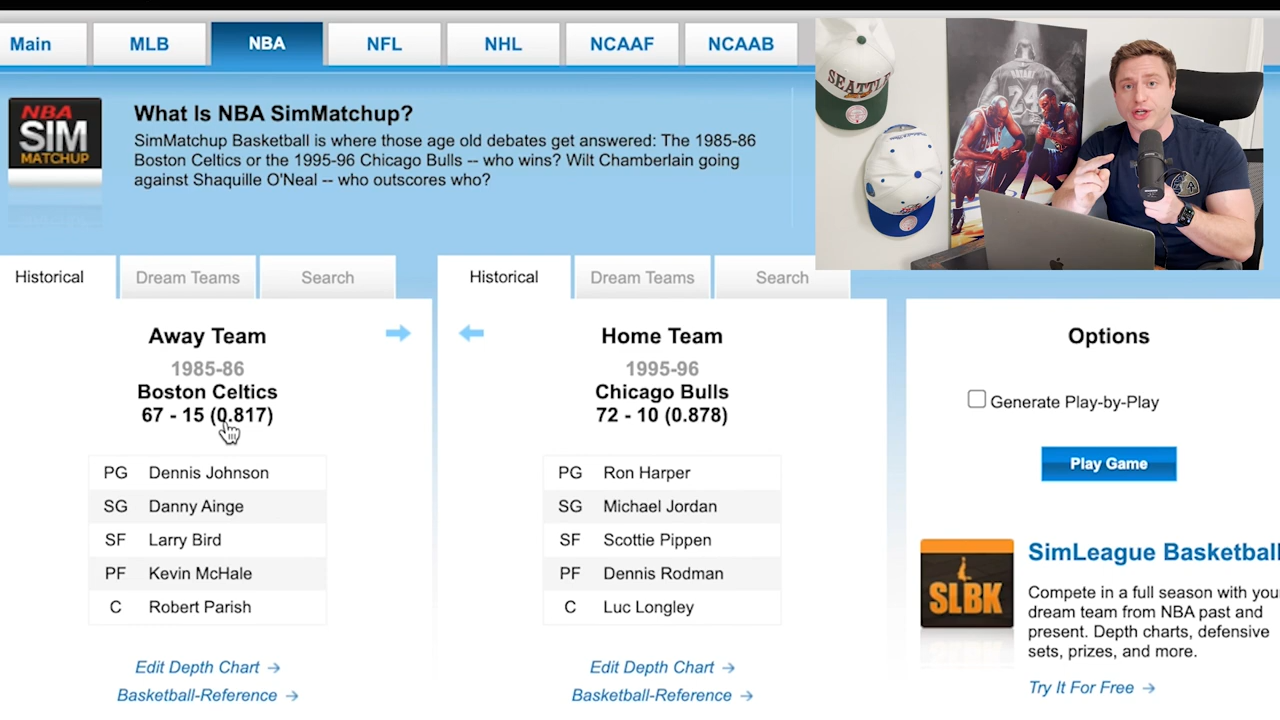 Main
MLB
NBA
NFL
NHL
NCAAF
NCAAB
NBA
SIM
MATCHUP
What Is NBA SimMatchup?
SimMatchup Basketball is where those age old debates get answered: The 1985-86
Boston Celtics or the 1995-96 Chicago Bulls -- who wins? Wilt Chamberlain going
against Shaquille O'Neal -- who outscores who?
SEATTLE
BRYANT
24
Historical
Dream Teams
Search
Away Team
1985-86
Boston Celtics
67 - 15 (0.817)
PG Dennis Johnson
SG Danny Ainge
SF Larry Bird
PF Kevin McHale
C Robert Parish
Edit Depth Chart →
Basketball-Reference →
Historical
Dream Teams
Search
Home Team
1995-96
Chicago Bulls
72 - 10 (0.878)
PG Ron Harper
SG Michael Jordan
SF Scottie Pippen
PF Dennis Rodman
C Luc Longley
Edit Depth Chart →
Basketball-Reference →
Options
Generate Play-by-Play
Play Game
SLBK
SimLeague Basketball
Compete in a full season with you
dream team from NBA past and
present. Depth charts, defensive
sets, prizes, and more.
Try It For Free →